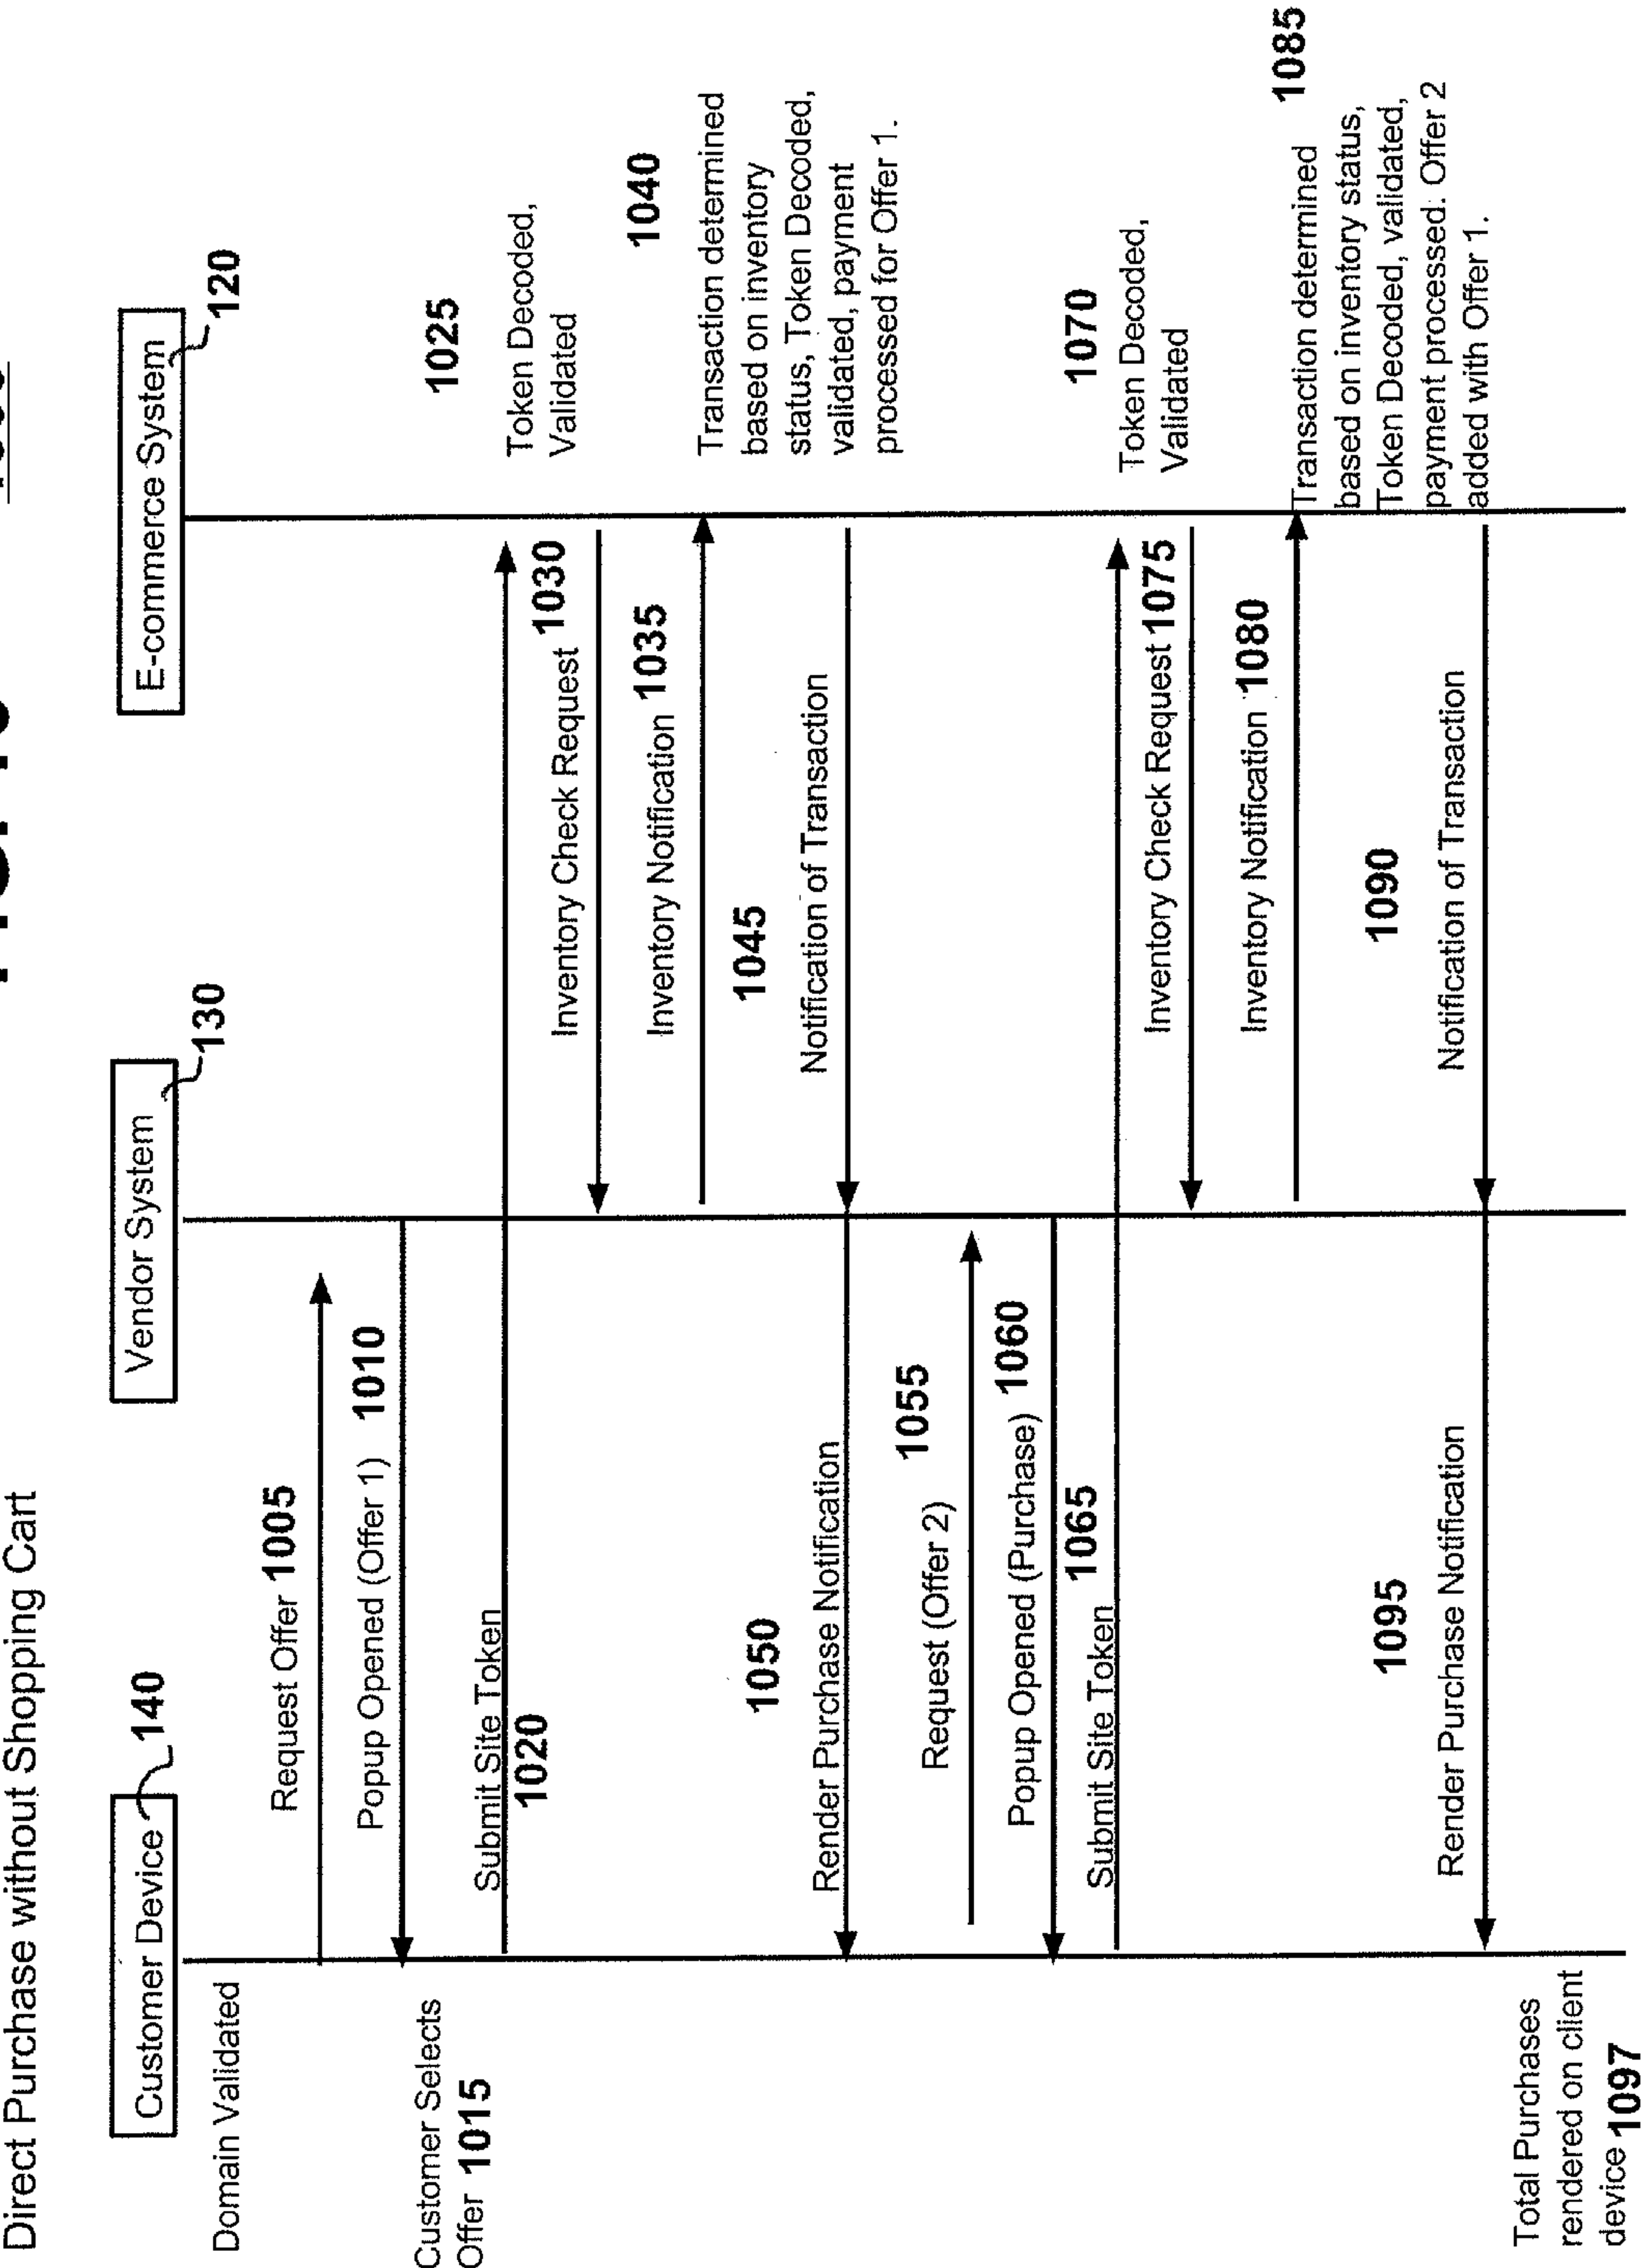 Direct Purchase without Shopping Cart
Customer Device 140
Vendor System
130
E-commerce System
120
Domain Validated
Request Offer 1005
Popup Opened (Offer 1) 1010
Customer Selects
Offer 1015
Submit Site Token
1020
1025
Token Decoded,
Validated
Inventory Check Request 1030
Inventory Notification 1035
1040
Transaction determined
based on inventory
status, Token Decoded,
validated, payment
processed for Offer 1.
1045
Notification of Transaction
1050
Render Purchase Notification
1055
Request (Offer 2)
Popup Opened (Purchase) 1060
Submit Site Token 1065
1070
Token Decoded,
Validated
Inventory Check Request 1075
Inventory Notification 1080
1085
Transaction determined
based on inventory status,
Token Decoded, validated,
payment processed. Offer 2
added with Offer 1.
1090
Notification of Transaction
1095
Render Purchase Notification
Total Purchases
rendered on client
device 1097